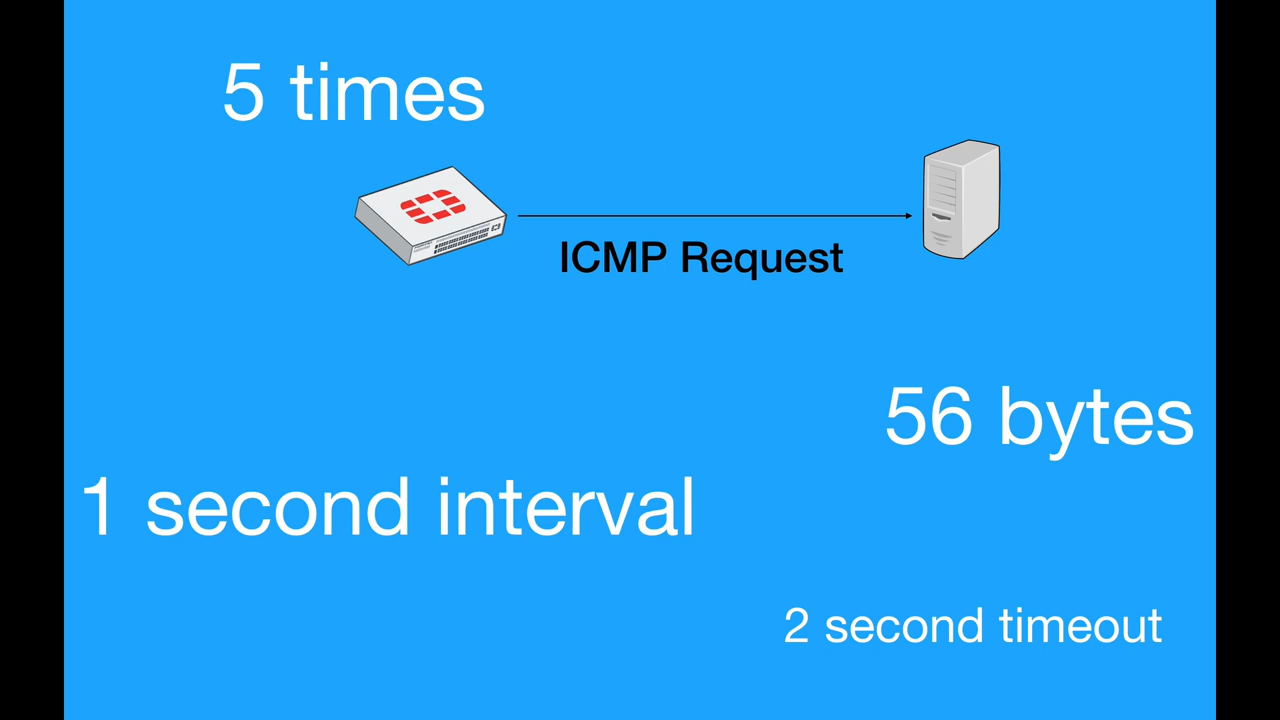 5 times
ICMP Request
56 bytes
1 second interval
2 second timeout